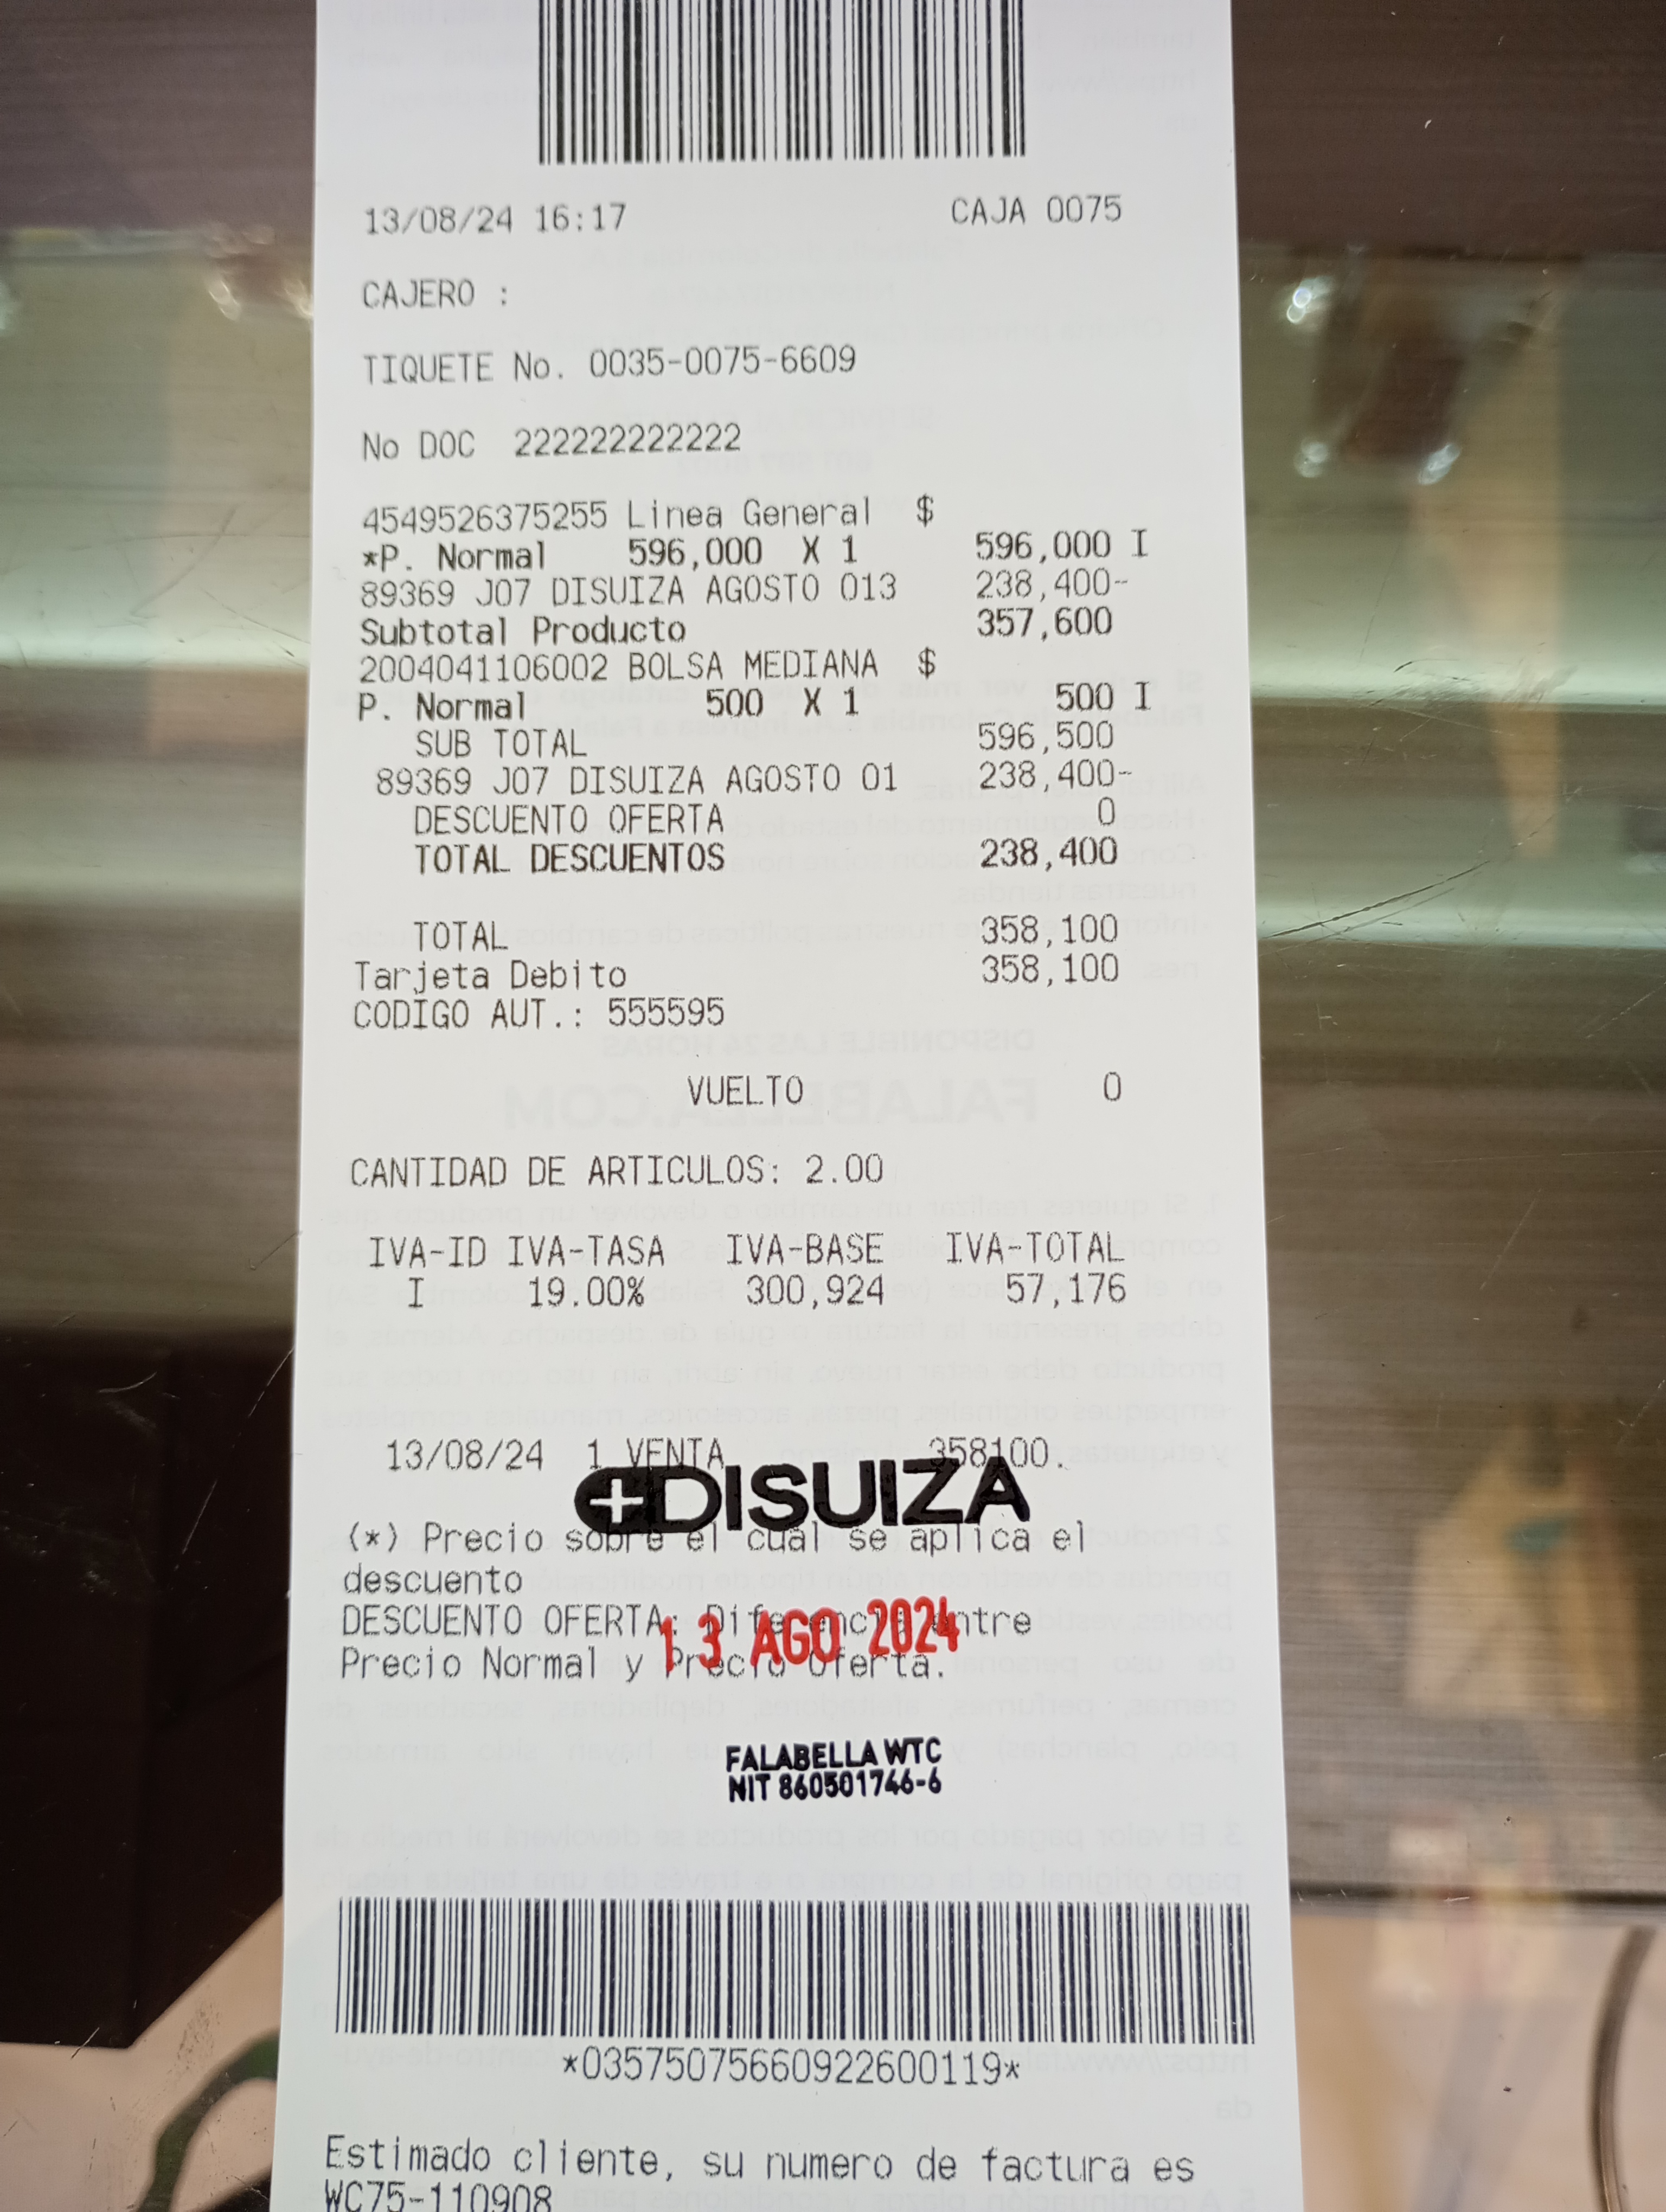 13/08/24 16:17 CAJA 0075
CAJERO :
TIQUETE No. 0035-0075-6609
No DOC 222222222222
4549526375255 Linea General $
*P. Normal 596,000 X 1 596,000 I
89369 J07 DISUIZA AGOSTO 013 238,400-
Subtotal Producto 357,600
2004041106002 BOLSA MEDIANA $
P. Normal 500 X 1 500 I
SUB TOTAL 596,500
89369 J07 DISUIZA AGOSTO 01 238,400-
DESCUENTO OFERTA 0
TOTAL DESCUENTOS 238,400
TOTAL 358,100
Tarjeta Debito 358,100
CODIGO AUT.: 555595
VUELTO 0
CANTIDAD DE ARTICULOS: 2.00
IVA-ID IVA-TASA IVA-BASE IVA-TOTAL
I 19.00% 300,924 57,176
13/08/24 1 VENTA 358100.
DISUIZA
(*) Precio sobre el cual se aplica el
descuento
DESCUENTO OFERTA: Diferencia entre
13 AGO 2024
Precio Normal y Precio Oferta.
FALABELLA WTC
NIT 860501746-6
*03575075660922600119*
Estimado cliente, su numero de factura es
WC75-110908